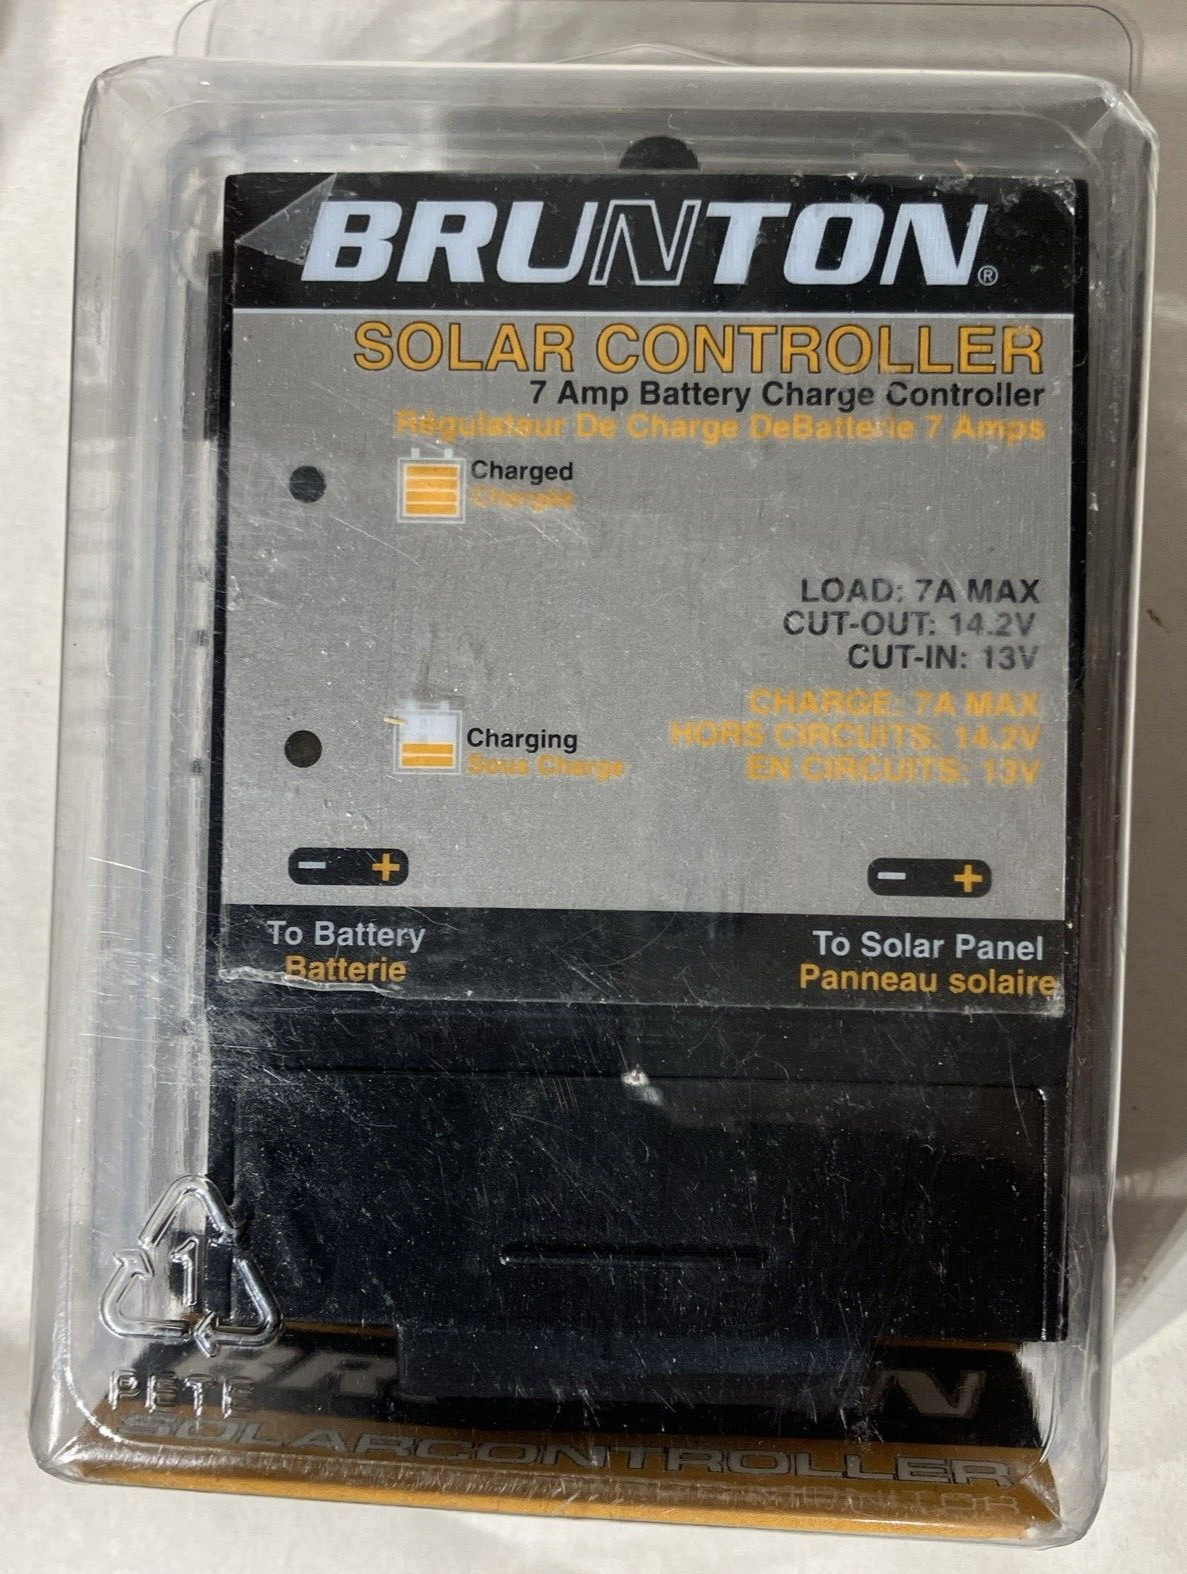 BRUNTON®
SOLAR CONTROLLER
7 Amp Battery Charge Controller
Régulateur De Charge DeBatterie 7 Amps
Charged
Chargée
LOAD: 7A MAX
CUT-OUT: 14.2V
CUT-IN: 13V
CHARGE: 7A MAX
HORS CIRCUITS: 14.2V
EN CIRCUITS: 13V
Charging
Sous Charge
- +
- +
To Battery
Batterie
To Solar Panel
Panneau solaire
1
PETE
SOLARCONTROLLER